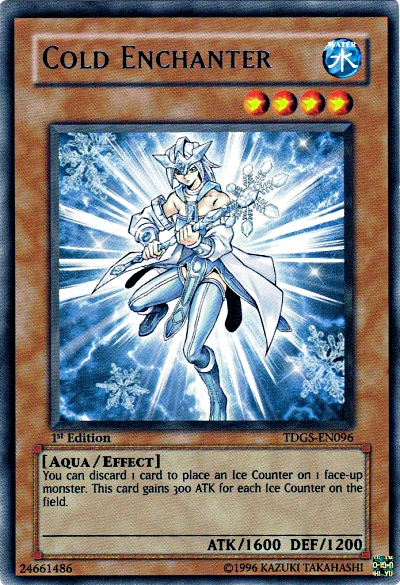 COLD ENCHANTER
WATER
水
1st Edition
TDGS-EN096
[AQUA/EFFECT]
You can discard 1 card to place an Ice Counter on 1 face-up
monster. This card gains 300 ATK for each Ice Counter on the
field.
ATK/1600 DEF/1200
24661486
©1996 KAZUKI TAKAHASHI